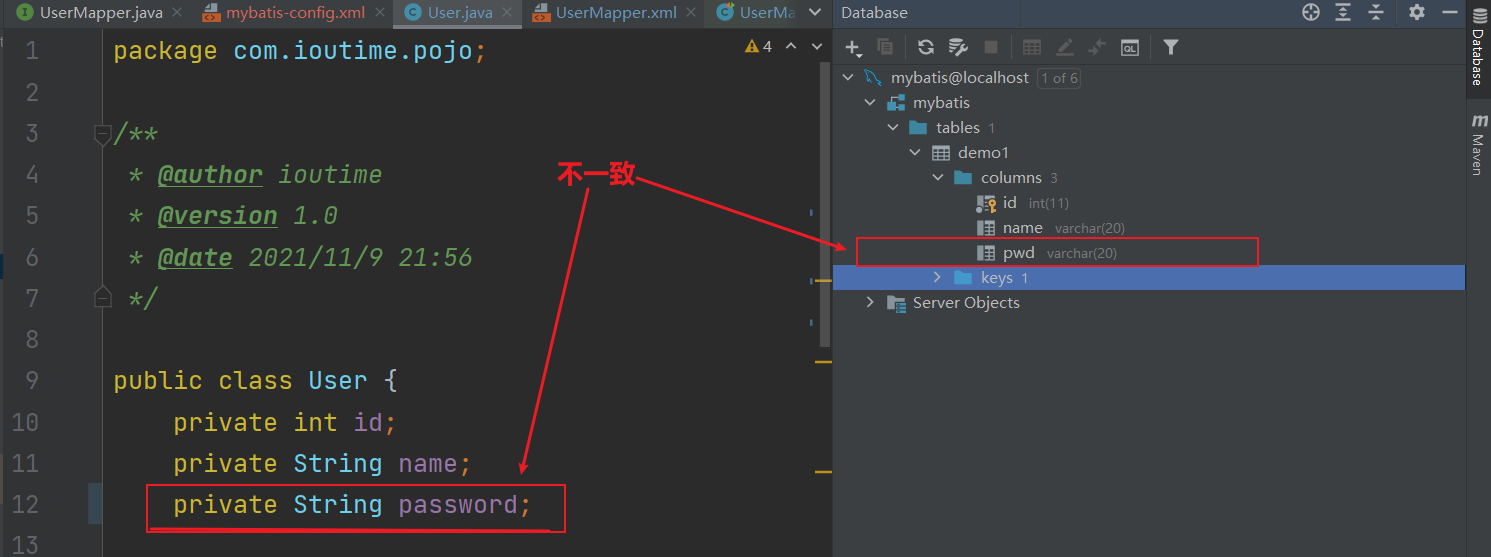 UserMapper.java
mybatis-config.xml
User.java
UserMapper.xml
UserMa
Database
1 package com.ioutime.pojo;
4
2
3 /**
4 * @author ioutime
5 * @version 1.0
6 * @date 2021/11/9 21:56
7 */
8
9 public class User {
10 private int id;
11 private String name;
12 private String password;
13
不一致
QL
mybatis@localhost 1 of 6
mybatis
tables 1
demo1
columns 3
id int(11)
name varchar(20)
pwd varchar(20)
keys 1
Server Objects
Database
m
Maven